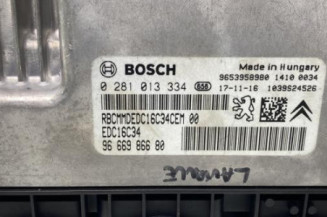 BOSCH
Made in Hungary
9653958980 1410 0034
0 281 013 334 17-11-16 1039S24526
RBCMMDEDC16C34CEM 00
EDC16C34
96 669 866 80